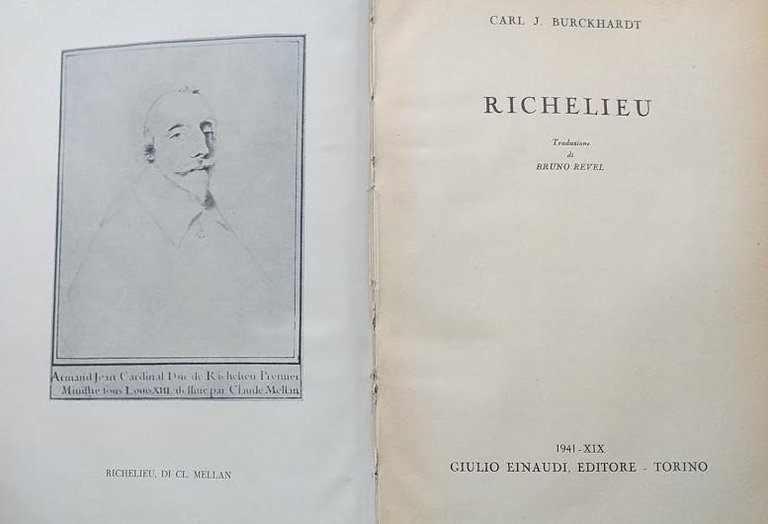 Armand Jean Cardinal Duc de Richelieu Premier
Ministre sous Louis XIII. dessiné par Claude Mellan
RICHELIEU, DI CL. MELLAN
CARL J. BURCKHARDT
RICHELIEU
Traduzione
di
BRUNO REVEL
1941-XIX
GIULIO EINAUDI, EDITORE - TORINO